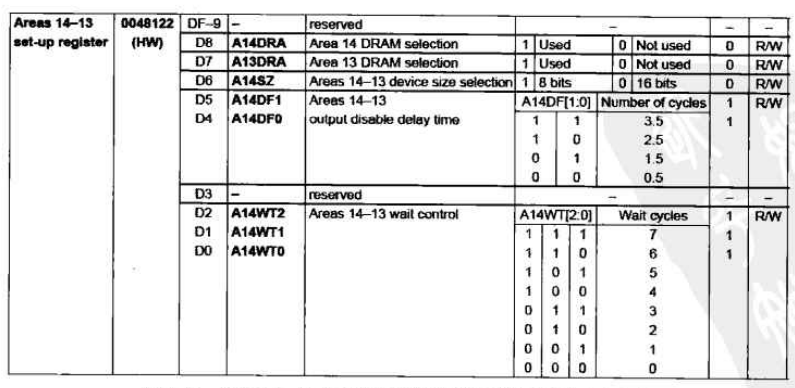 Areas 14–13 0048122 DF–9 – reserved – – –
set-up register (HW) D8 A14DRA Area 14 DRAM selection 1 Used 0 Not used 0 R/W
D7 A13DRA Area 13 DRAM selection 1 Used 0 Not used 0 R/W
D6 A14SZ Areas 14–13 device size selection 1 8 bits 0 16 bits 0 R/W
D5 A14DF1 Areas 14–13 A14DF[1:0] Number of cycles 1 R/W
D4 A14DF0 output disable delay time 1 1 3.5 1
1 0 2.5
0 1 1.5
0 0 0.5
D3 – reserved – – –
D2 A14WT2 Areas 14–13 wait control A14WT[2:0] Wait cycles 1 R/W
D1 A14WT1 1 1 1 7 1
D0 A14WT0 1 1 0 6 1
1 0 1 5
1 0 0 4
0 1 1 3
0 1 0 2
0 0 1 1
0 0 0 0